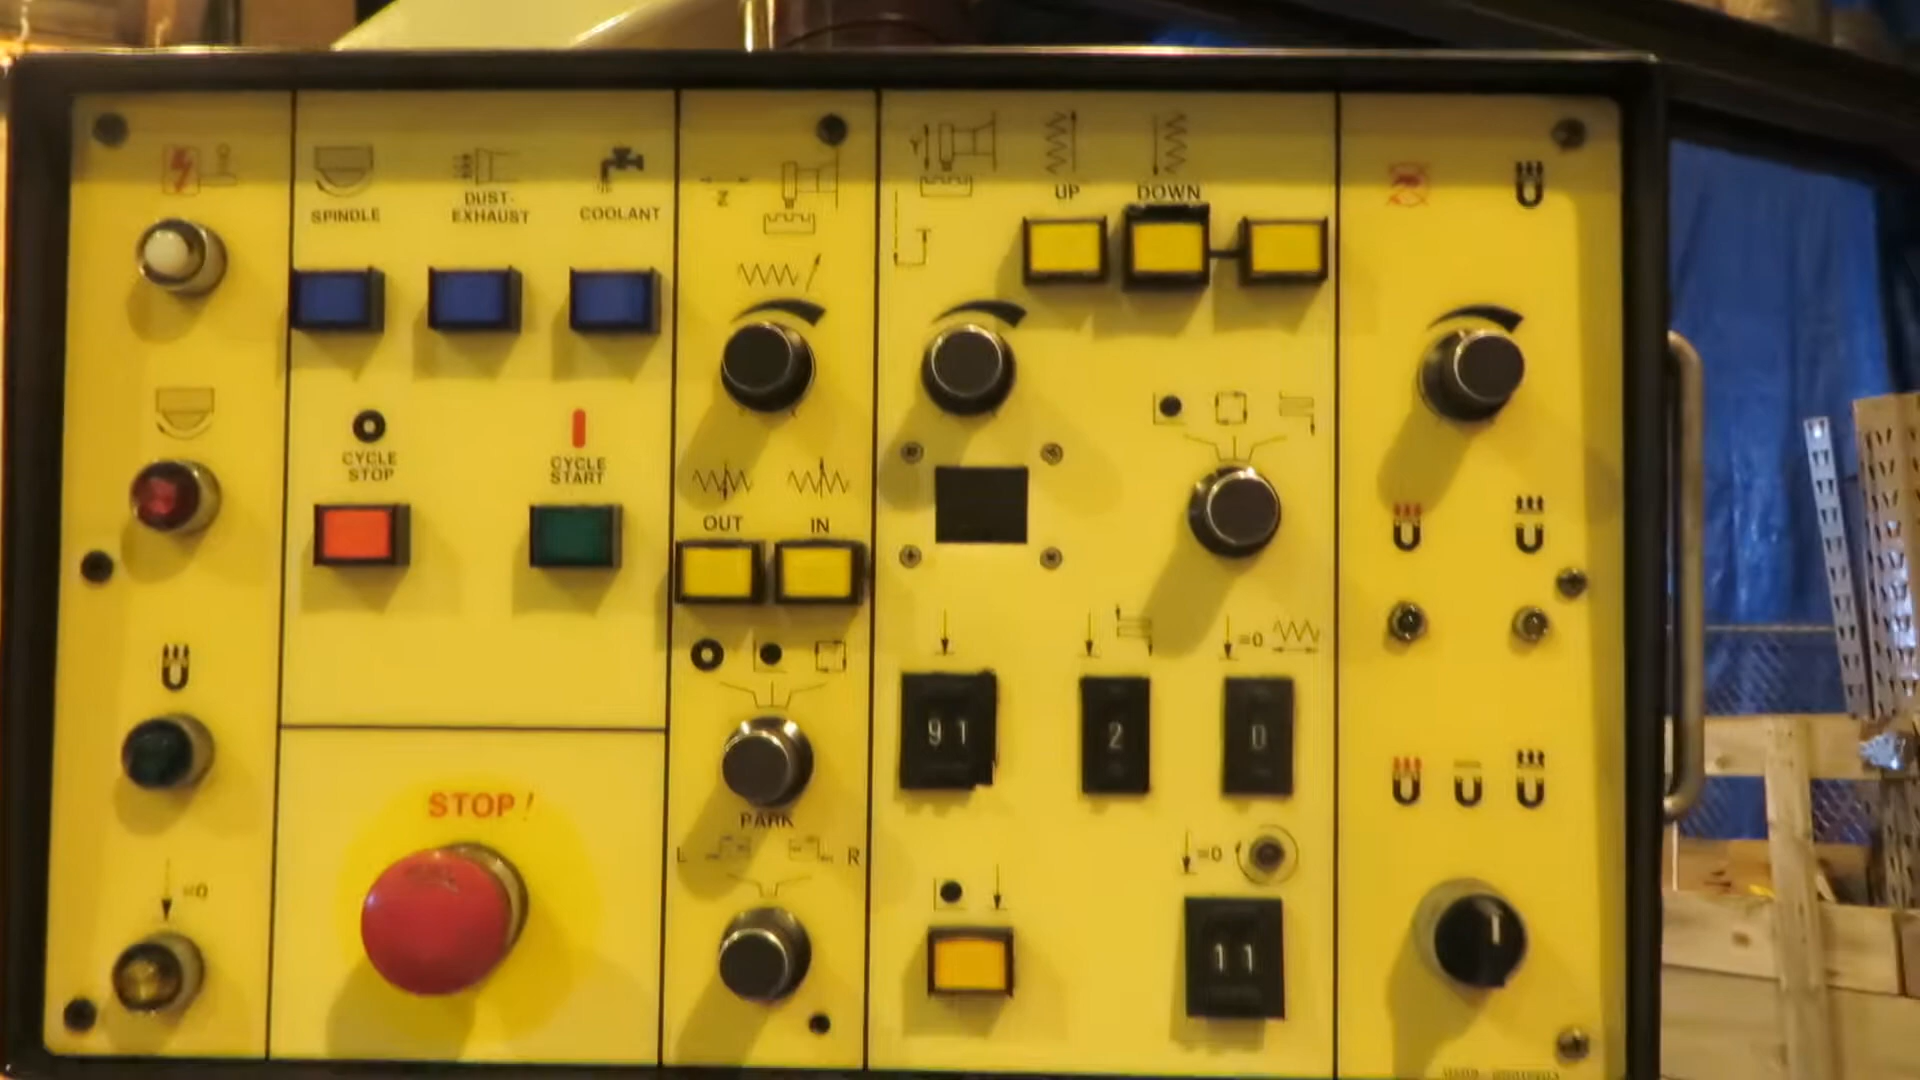 SPINDLE
DUST-
EXHAUST
COOLANT
Z
Y
UP
DOWN
CYCLE
STOP
CYCLE
START
OUT
IN
=0
91
2
0
STOP!
PARK
L
R
=0
=0
11